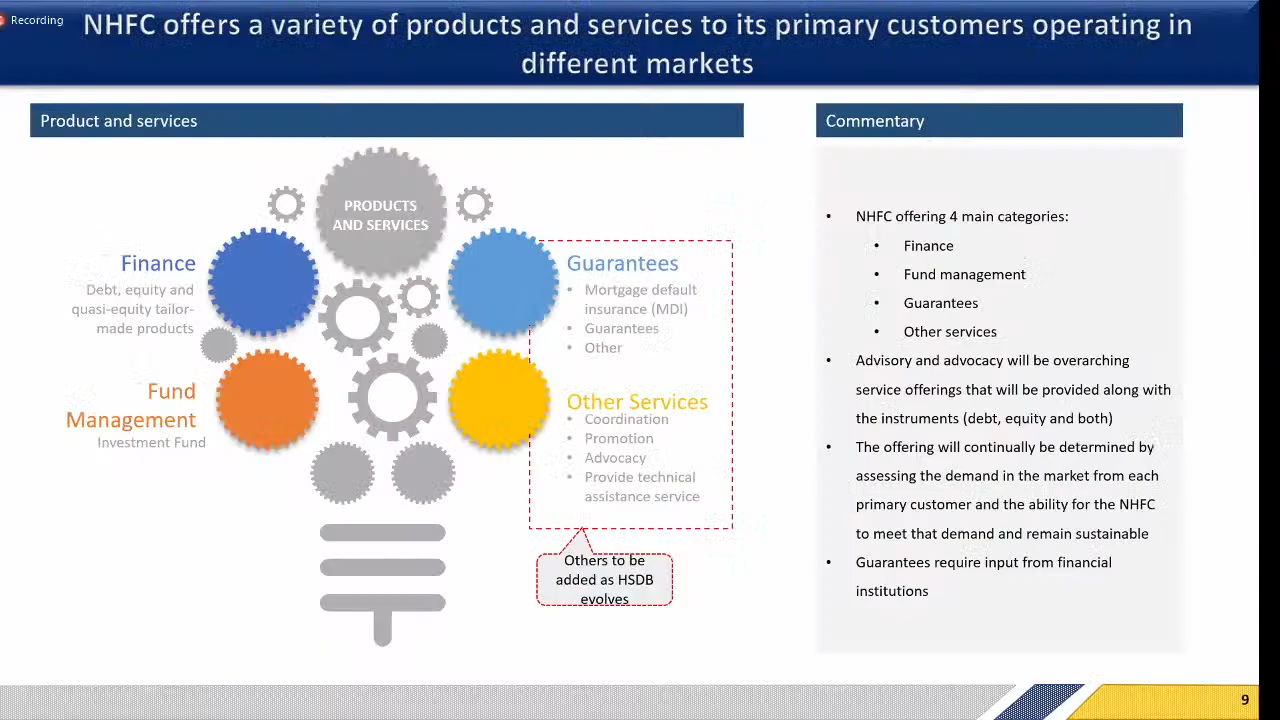 Recording
NHFC offers a variety of products and services to its primary customers operating in
different markets
Product and services
PRODUCTS
AND SERVICES
Finance
Debt, equity and
quasi-equity tailor-
made products
Fund
Management
Investment Fund
Guarantees
• Mortgage default
insurance (MDI)
• Guarantees
• Other
Other Services
• Coordination
• Promotion
• Advocacy
• Provide technical
assistance service
Others to be
added as HSDB
evolves
Commentary
• NHFC offering 4 main categories:
• Finance
• Fund management
• Guarantees
• Other services
• Advisory and advocacy will be overarching
service offerings that will be provided along with
the instruments (debt, equity and both)
• The offering will continually be determined by
assessing the demand in the market from each
primary customer and the ability for the NHFC
to meet that demand and remain sustainable
• Guarantees require input from financial
institutions
9